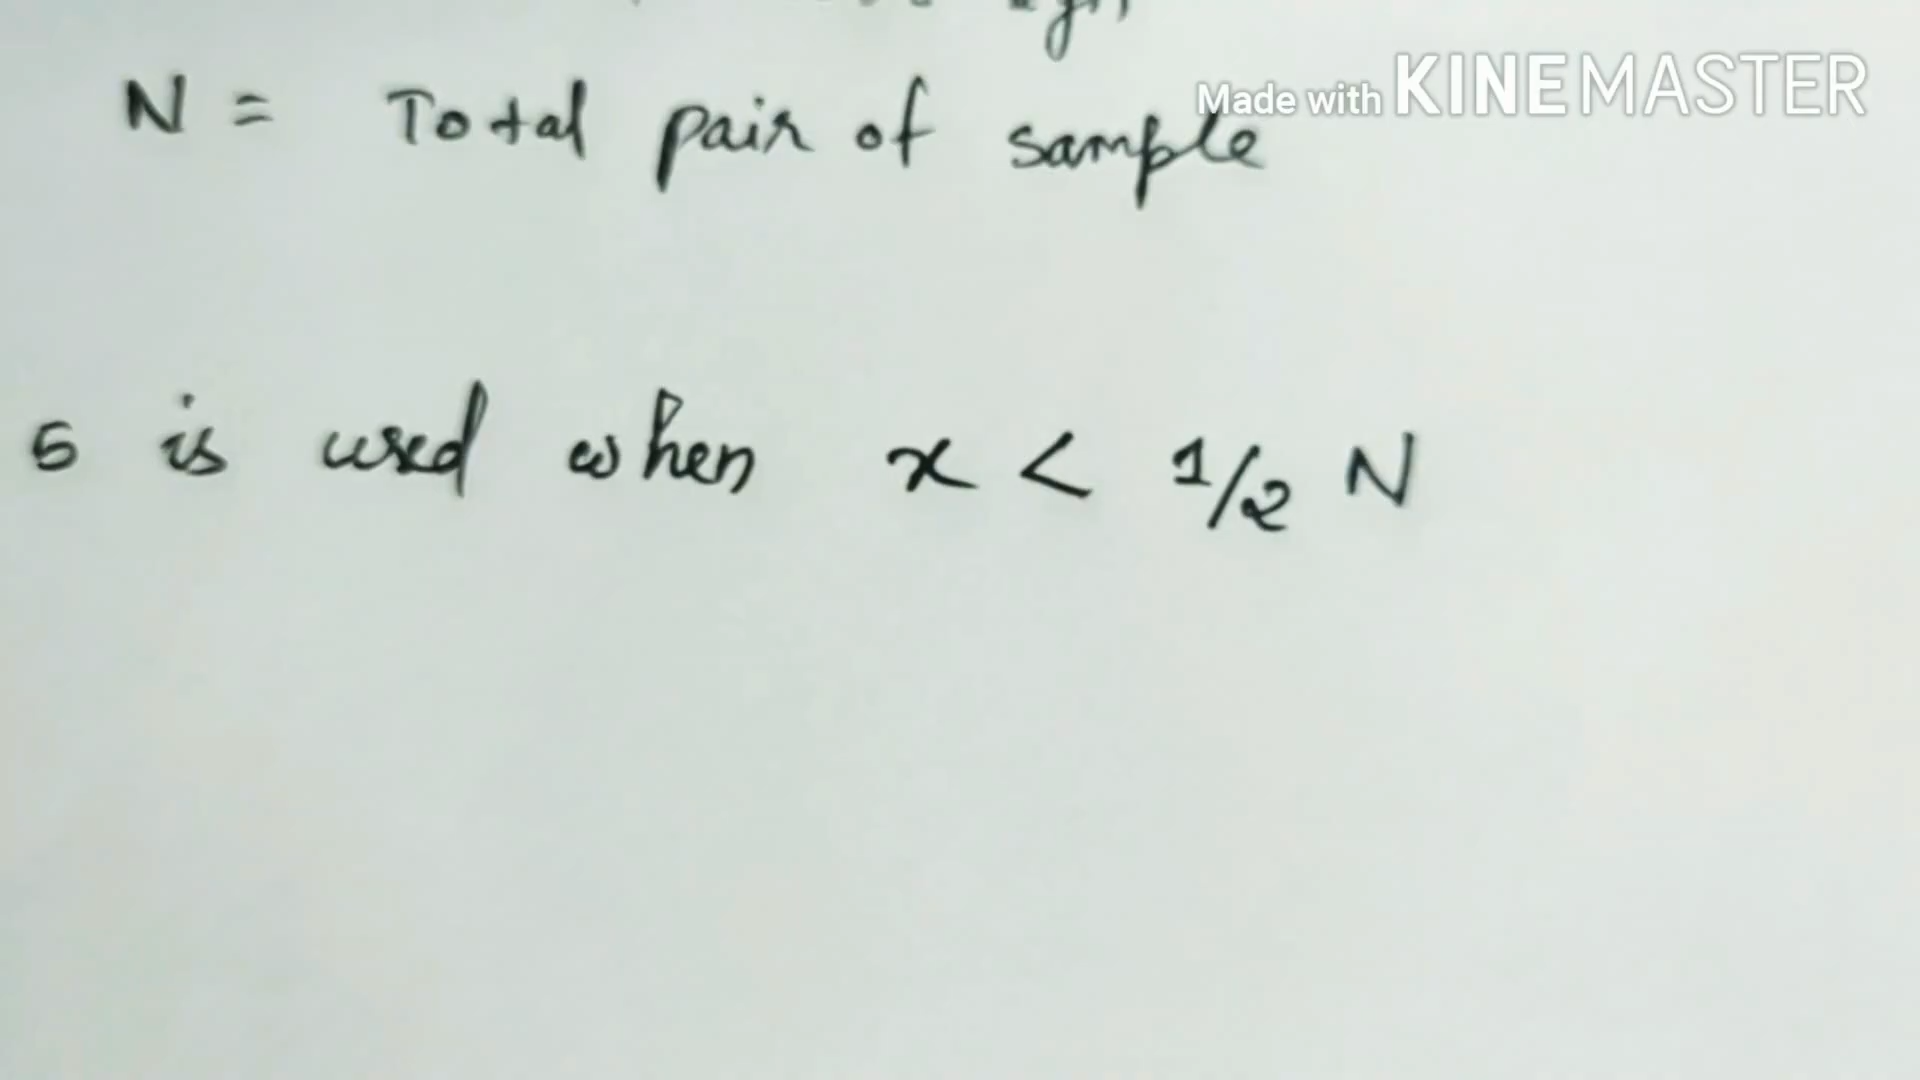 Made with KINEMASTER
N = Total pair of sample
5 is used when x < 1/2 N